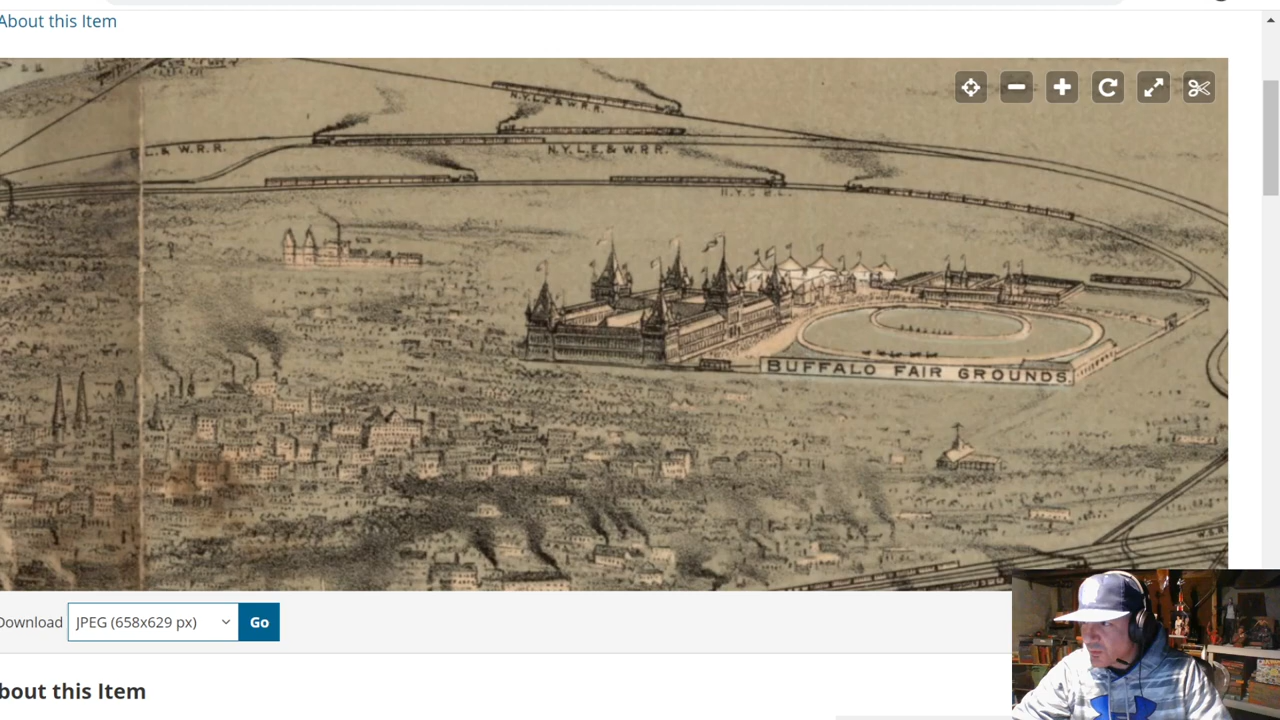 About this Item
N.Y.L.E. & W.R.R.
L. & W.R.R.
N.Y.L.E. & W.R.R.
BUFFALO FAIR GROUNDS.
Download
JPEG (658x629 px)
Go
bout this Item